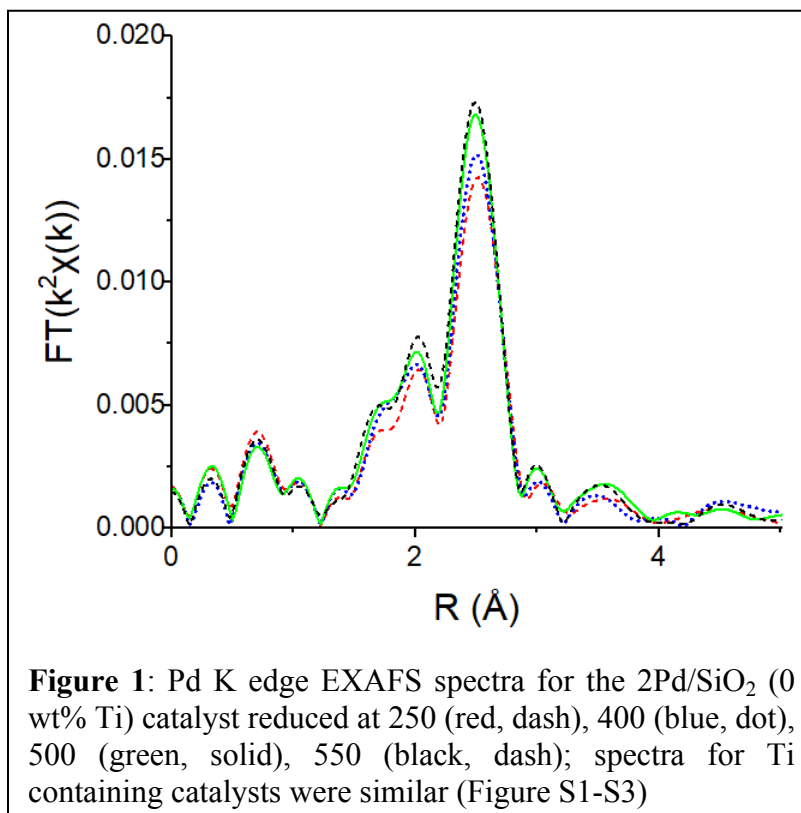 0.020
0.015
0.010
0.005
0.000
FT(k²χ(k))
0 2 4
R (Å)
Figure 1: Pd K edge EXAFS spectra for the 2Pd/SiO₂ (0
wt% Ti) catalyst reduced at 250 (red, dash), 400 (blue, dot),
500 (green, solid), 550 (black, dash); spectra for Ti
containing catalysts were similar (Figure S1-S3)